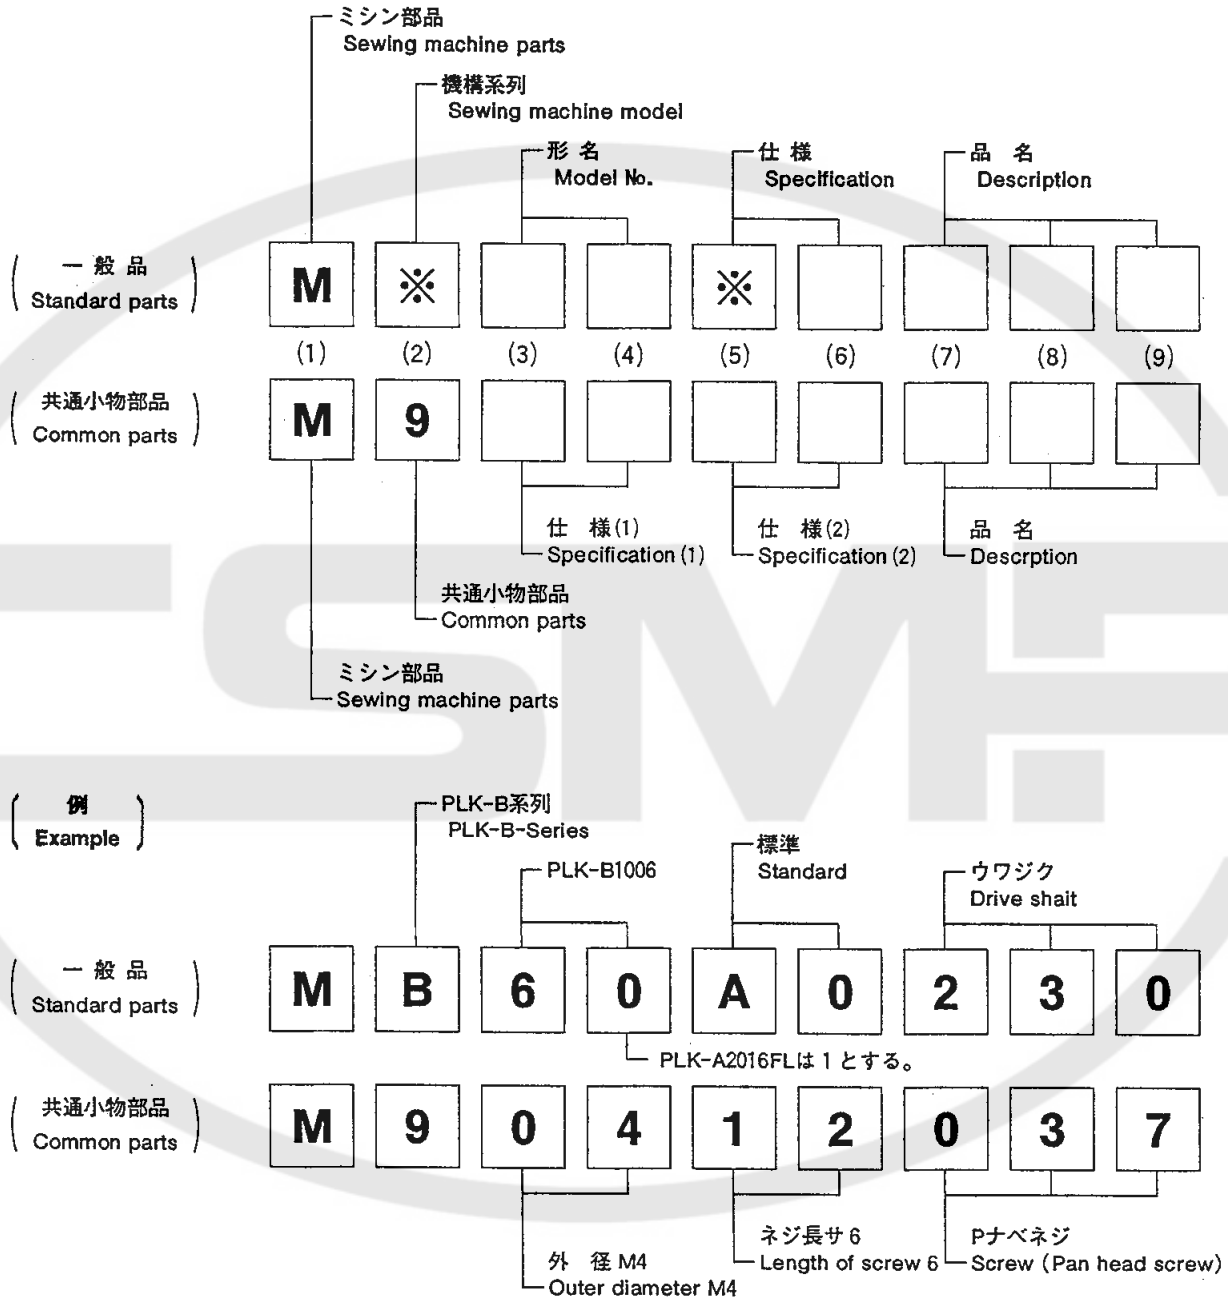 ミシン部品
Sewing machine parts
機構系列
Sewing machine model
形 名
Model No.
仕 様
Specification
品 名
Description
一 般 品
Standard parts
M ※ ※
(1) (2) (3) (4) (5) (6) (7) (8) (9)
共通小物部品
Common parts
M 9
仕 様(1)
Specification(1)
仕 様(2)
Specification(2)
品 名
Descrption
共通小物部品
Common parts
ミシン部品
Sewing machine parts
例
Example
PLK-B系列
PLK-B-Series
PLK-B1006
標準
Standard
ウワジク
Drive shait
一 般 品
Standard parts
M B 6 0 A 0 2 3 0
PLK-A2016FLは1とする。
共通小物部品
Common parts
M 9 0 4 1 2 0 3 7
外 径 M4
Outer diameter M4
ネジ長サ 6
Length of screw 6
Pナベネジ
Screw (Pan head screw)
SMF